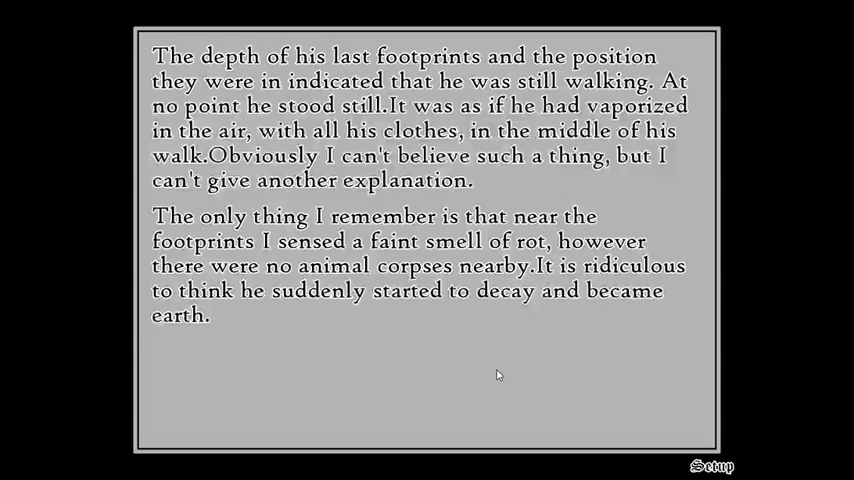 The depth of his last footprints and the position
they were in indicated that he was still walking. At
no point he stood still.It was as if he had vaporized
in the air, with all his clothes, in the middle of his
walk.Obviously I can't believe such a thing, but I
can't give another explanation.
The only thing I remember is that near the
footprints I sensed a faint smell of rot, however
there were no animal corpses nearby.It is ridiculous
to think he suddenly started to decay and became
earth.
Setup